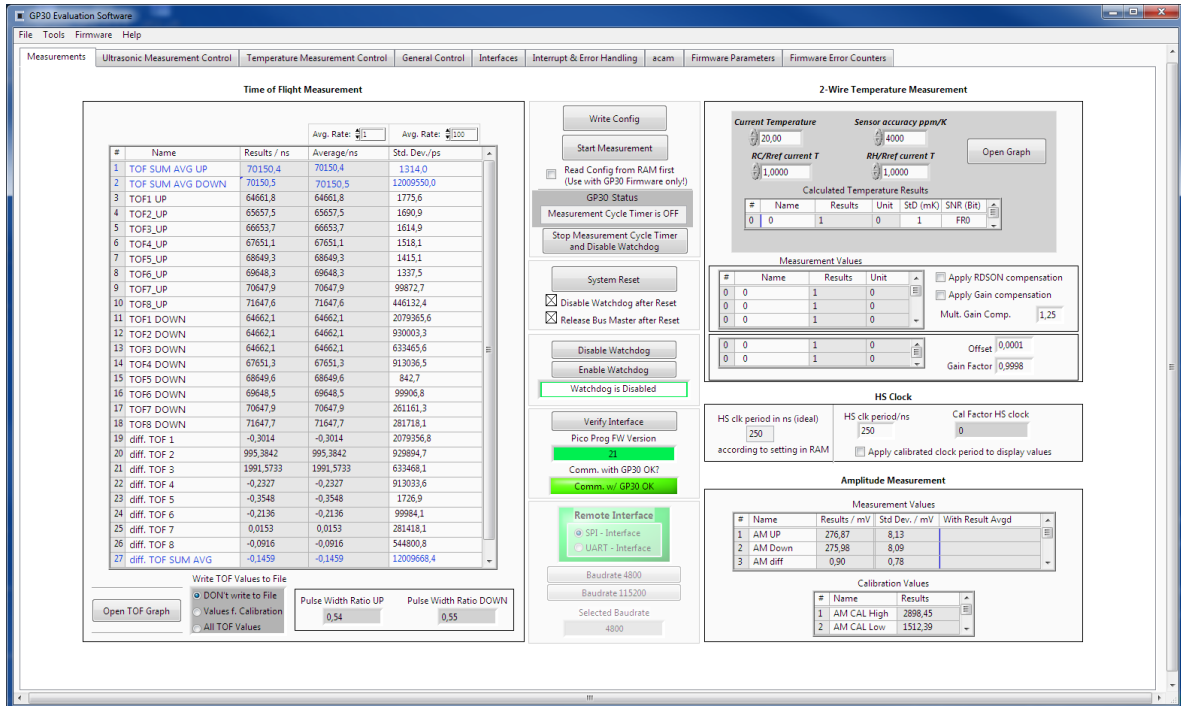 GP30 Evaluation Software
File Tools Firmware Help
Measurements Ultrasonic Measurement Control Temperature Measurement Control General Control Interfaces Interrupt & Error Handling acam Firmware Parameters Firmware Error Counters
Time of Flight Measurement
Avg. Rate: 1 Avg. Rate: 100
# Name Results / ns Average/ns Std. Dev./ps
1 TOF SUM AVG UP 70150,4 70150,4 1314,0
2 TOF SUM AVG DOWN 70150,5 70150,5 12009550,0
3 TOF1 UP 64661,8 64661,8 1775,6
4 TOF2_UP 65657,5 65657,5 1690,9
5 TOF3_UP 66653,7 66653,7 1614,9
6 TOF4_UP 67651,1 67651,1 1518,1
7 TOF5_UP 68649,3 68649,3 1415,1
8 TOF6_UP 69648,3 69648,3 1337,5
9 TOF7_UP 70647,9 70647,9 99872,7
10 TOF8_UP 71647,6 71647,6 446132,4
11 TOF1 DOWN 64662,1 64662,1 2079365,6
12 TOF2 DOWN 64662,1 64662,1 930003,3
13 TOF3 DOWN 64662,1 64662,1 633465,6
14 TOF4 DOWN 67651,3 67651,3 913036,5
15 TOF5 DOWN 68649,6 68649,6 842,7
16 TOF6 DOWN 69648,5 69648,5 99906,8
17 TOF7 DOWN 70647,9 70647,9 261161,3
18 TOF8 DOWN 71647,7 71647,7 281718,1
19 diff. TOF 1 -0,3014 -0,3014 2079356,8
20 diff. TOF 2 995,3842 995,3842 929894,7
21 diff. TOF 3 1991,5733 1991,5733 633468,1
22 diff. TOF 4 -0,2327 -0,2327 913033,6
23 diff. TOF 5 -0,3548 -0,3548 1726,9
24 diff. TOF 6 -0,2136 -0,2136 99984,1
25 diff. TOF 7 0,0153 0,0153 281418,1
26 diff. TOF 8 -0,0916 -0,0916 544800,8
27 diff. TOF SUM AVG -0,1459 -0,1459 12009668,4
Write TOF Values to File
Open TOF Graph
DON't write to File
Values f. Calibration
All TOF Values
Pulse Width Ratio UP Pulse Width Ratio DOWN
0,54 0,55
Write Config
Start Measurement
Read Config from RAM first
(Use with GP30 Firmware only!)
GP30 Status
Measurement Cycle Timer is OFF
Stop Measurement Cycle Timer
and Disable Watchdog
System Reset
Disable Watchdog after Reset
Release Bus Master after Reset
Disable Watchdog
Enable Watchdog
Watchdog is Disabled
Verify Interface
Pico Prog FW Version
21
Comm. with GP30 OK?
Comm. w/ GP30 OK
Remote Interface
SPI - Interface
UART - Interface
Baudrate 4800
Baudrate 115200
Selected Baudrate
4800
2-Wire Temperature Measurement
Current Temperature Sensor accuracy ppm/K
20,00 4000
RC/Rref current T RH/Rref current T
1,0000 1,0000
Open Graph
Calculated Temperature Results
# Name Results Unit StD (mK) SNR (Bit)
0 0 1 0 1 FR0
Measurement Values
# Name Results Unit
0 0 1 0
0 0 1 0
0 0 1 0
Apply RDSON compensation
Apply Gain compensation
Mult. Gain Comp. 1,25
0 0 1 0
0 0 1 0
Offset 0,0001
Gain Factor 0,9998
HS Clock
HS clk period in ns (ideal) HS clk period/ns Cal Factor HS clock
250 250 0
according to setting in RAM Apply calibrated clock period to display values
Amplitude Measurement
Measurement Values
# Name Results / mV Std Dev. / mV With Result Avgd
1 AM UP 276,87 8,13
2 AM Down 275,98 8,09
3 AM diff 0,90 0,78
Calibration Values
# Name Results
1 AM CAL High 2898,45
2 AM CAL Low 1512,39